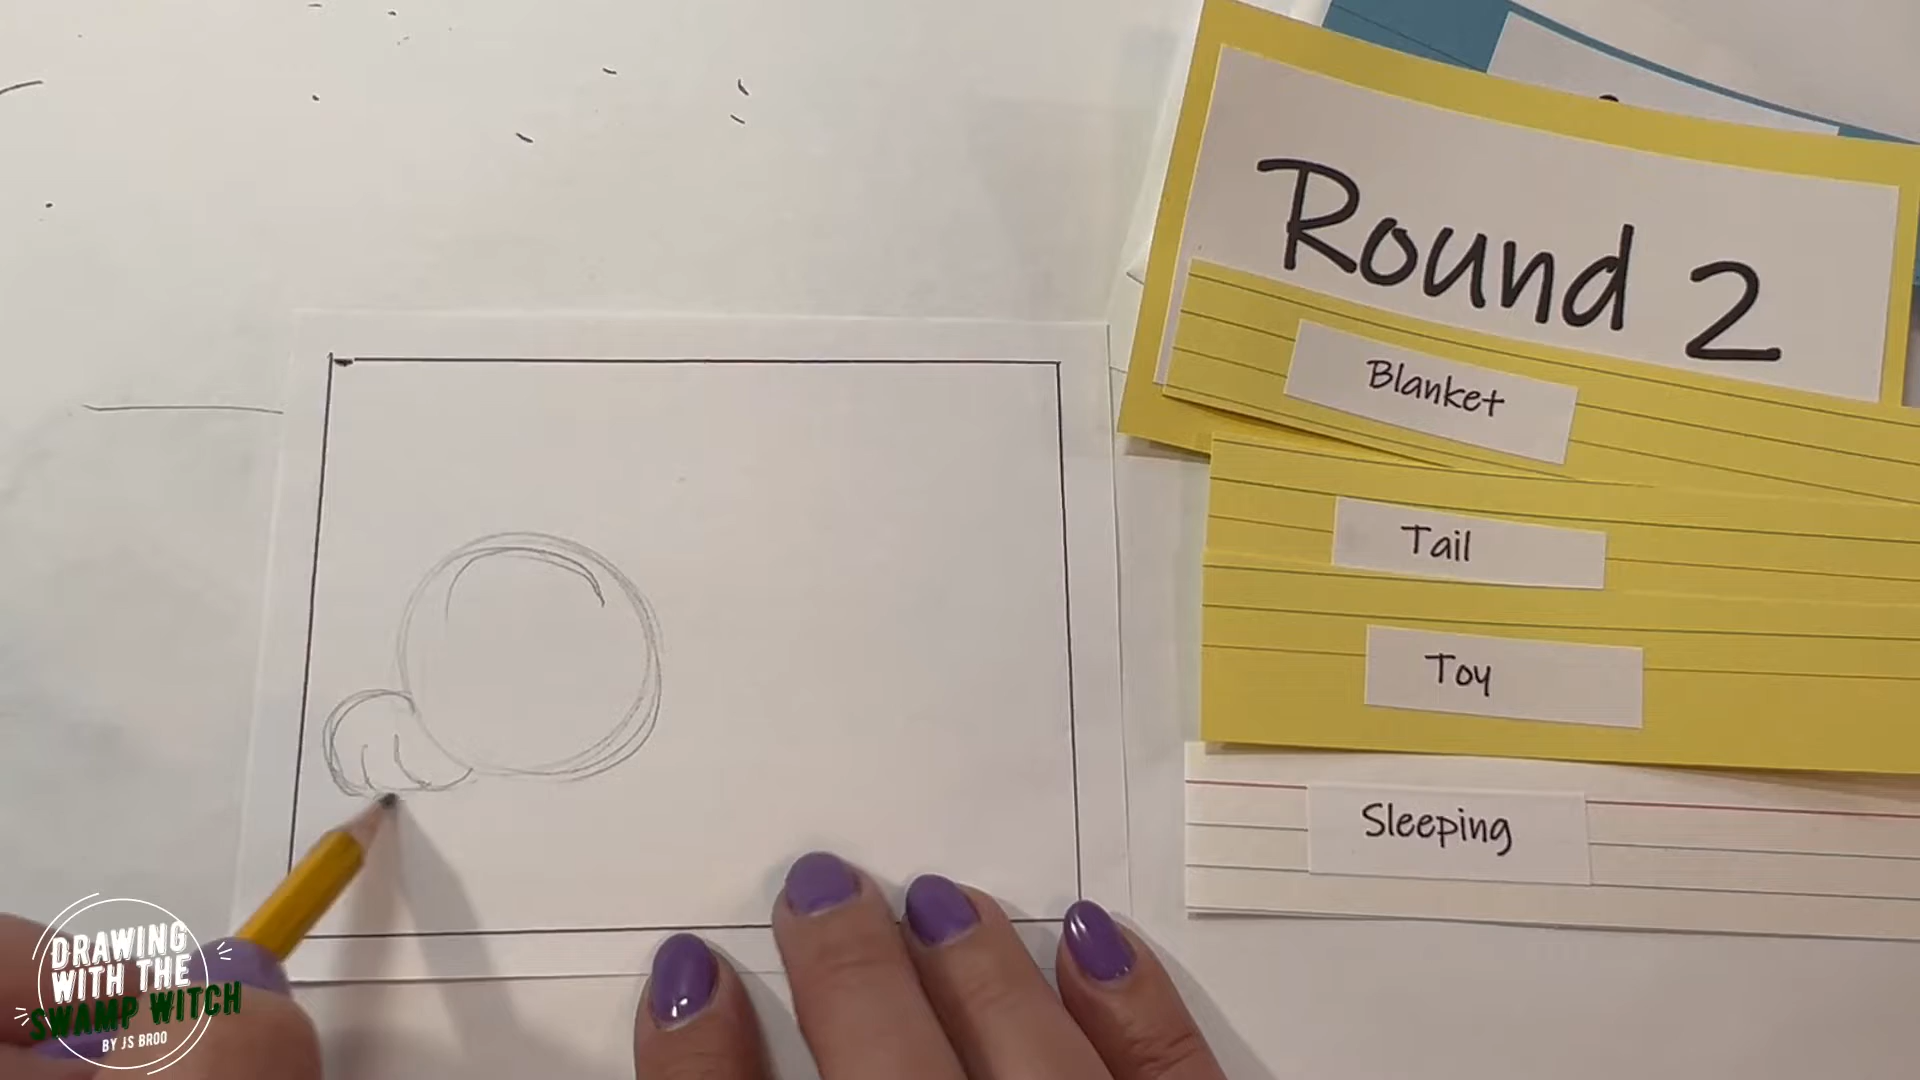 Round 2
Blanket
Tail
Toy
Sleeping
DRAWING
WITH THE
SWAMP WITCH
BY JS BROO